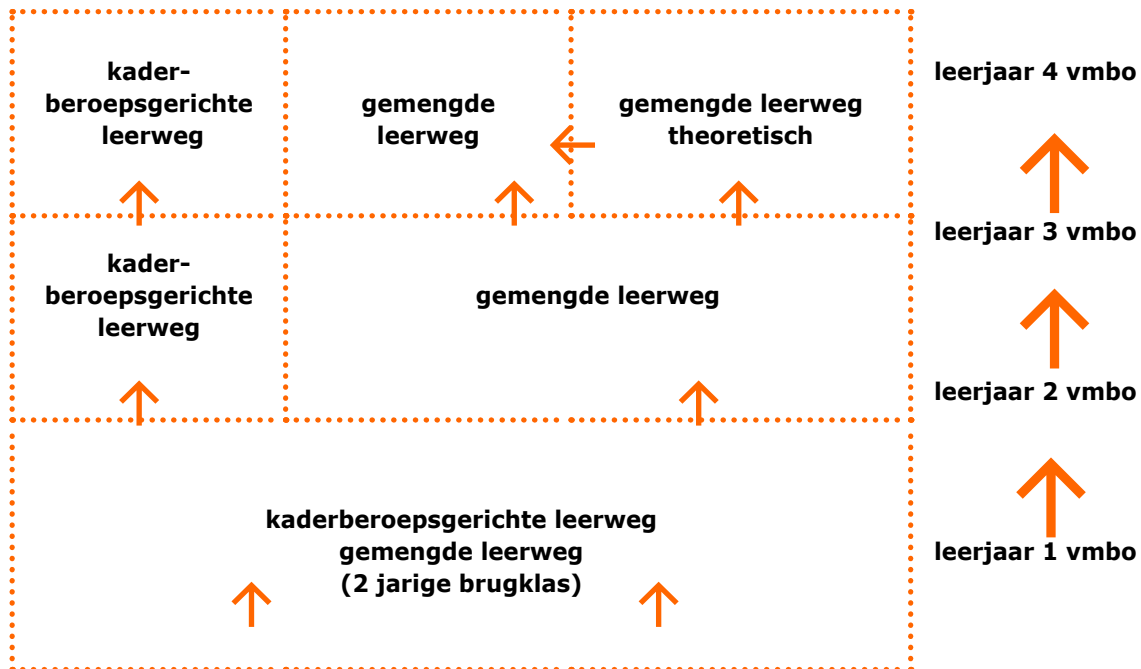 kader-
beroepsgerichte
leerweg
gemengde
leerweg
gemengde leerweg
theoretisch
leerjaar 4 vmbo
kader-
beroepsgerichte
leerweg
gemengde leerweg
leerjaar 3 vmbo
leerjaar 2 vmbo
kaderberoepsgerichte leerweg
gemengde leerweg
(2 jarige brugklas)
leerjaar 1 vmbo